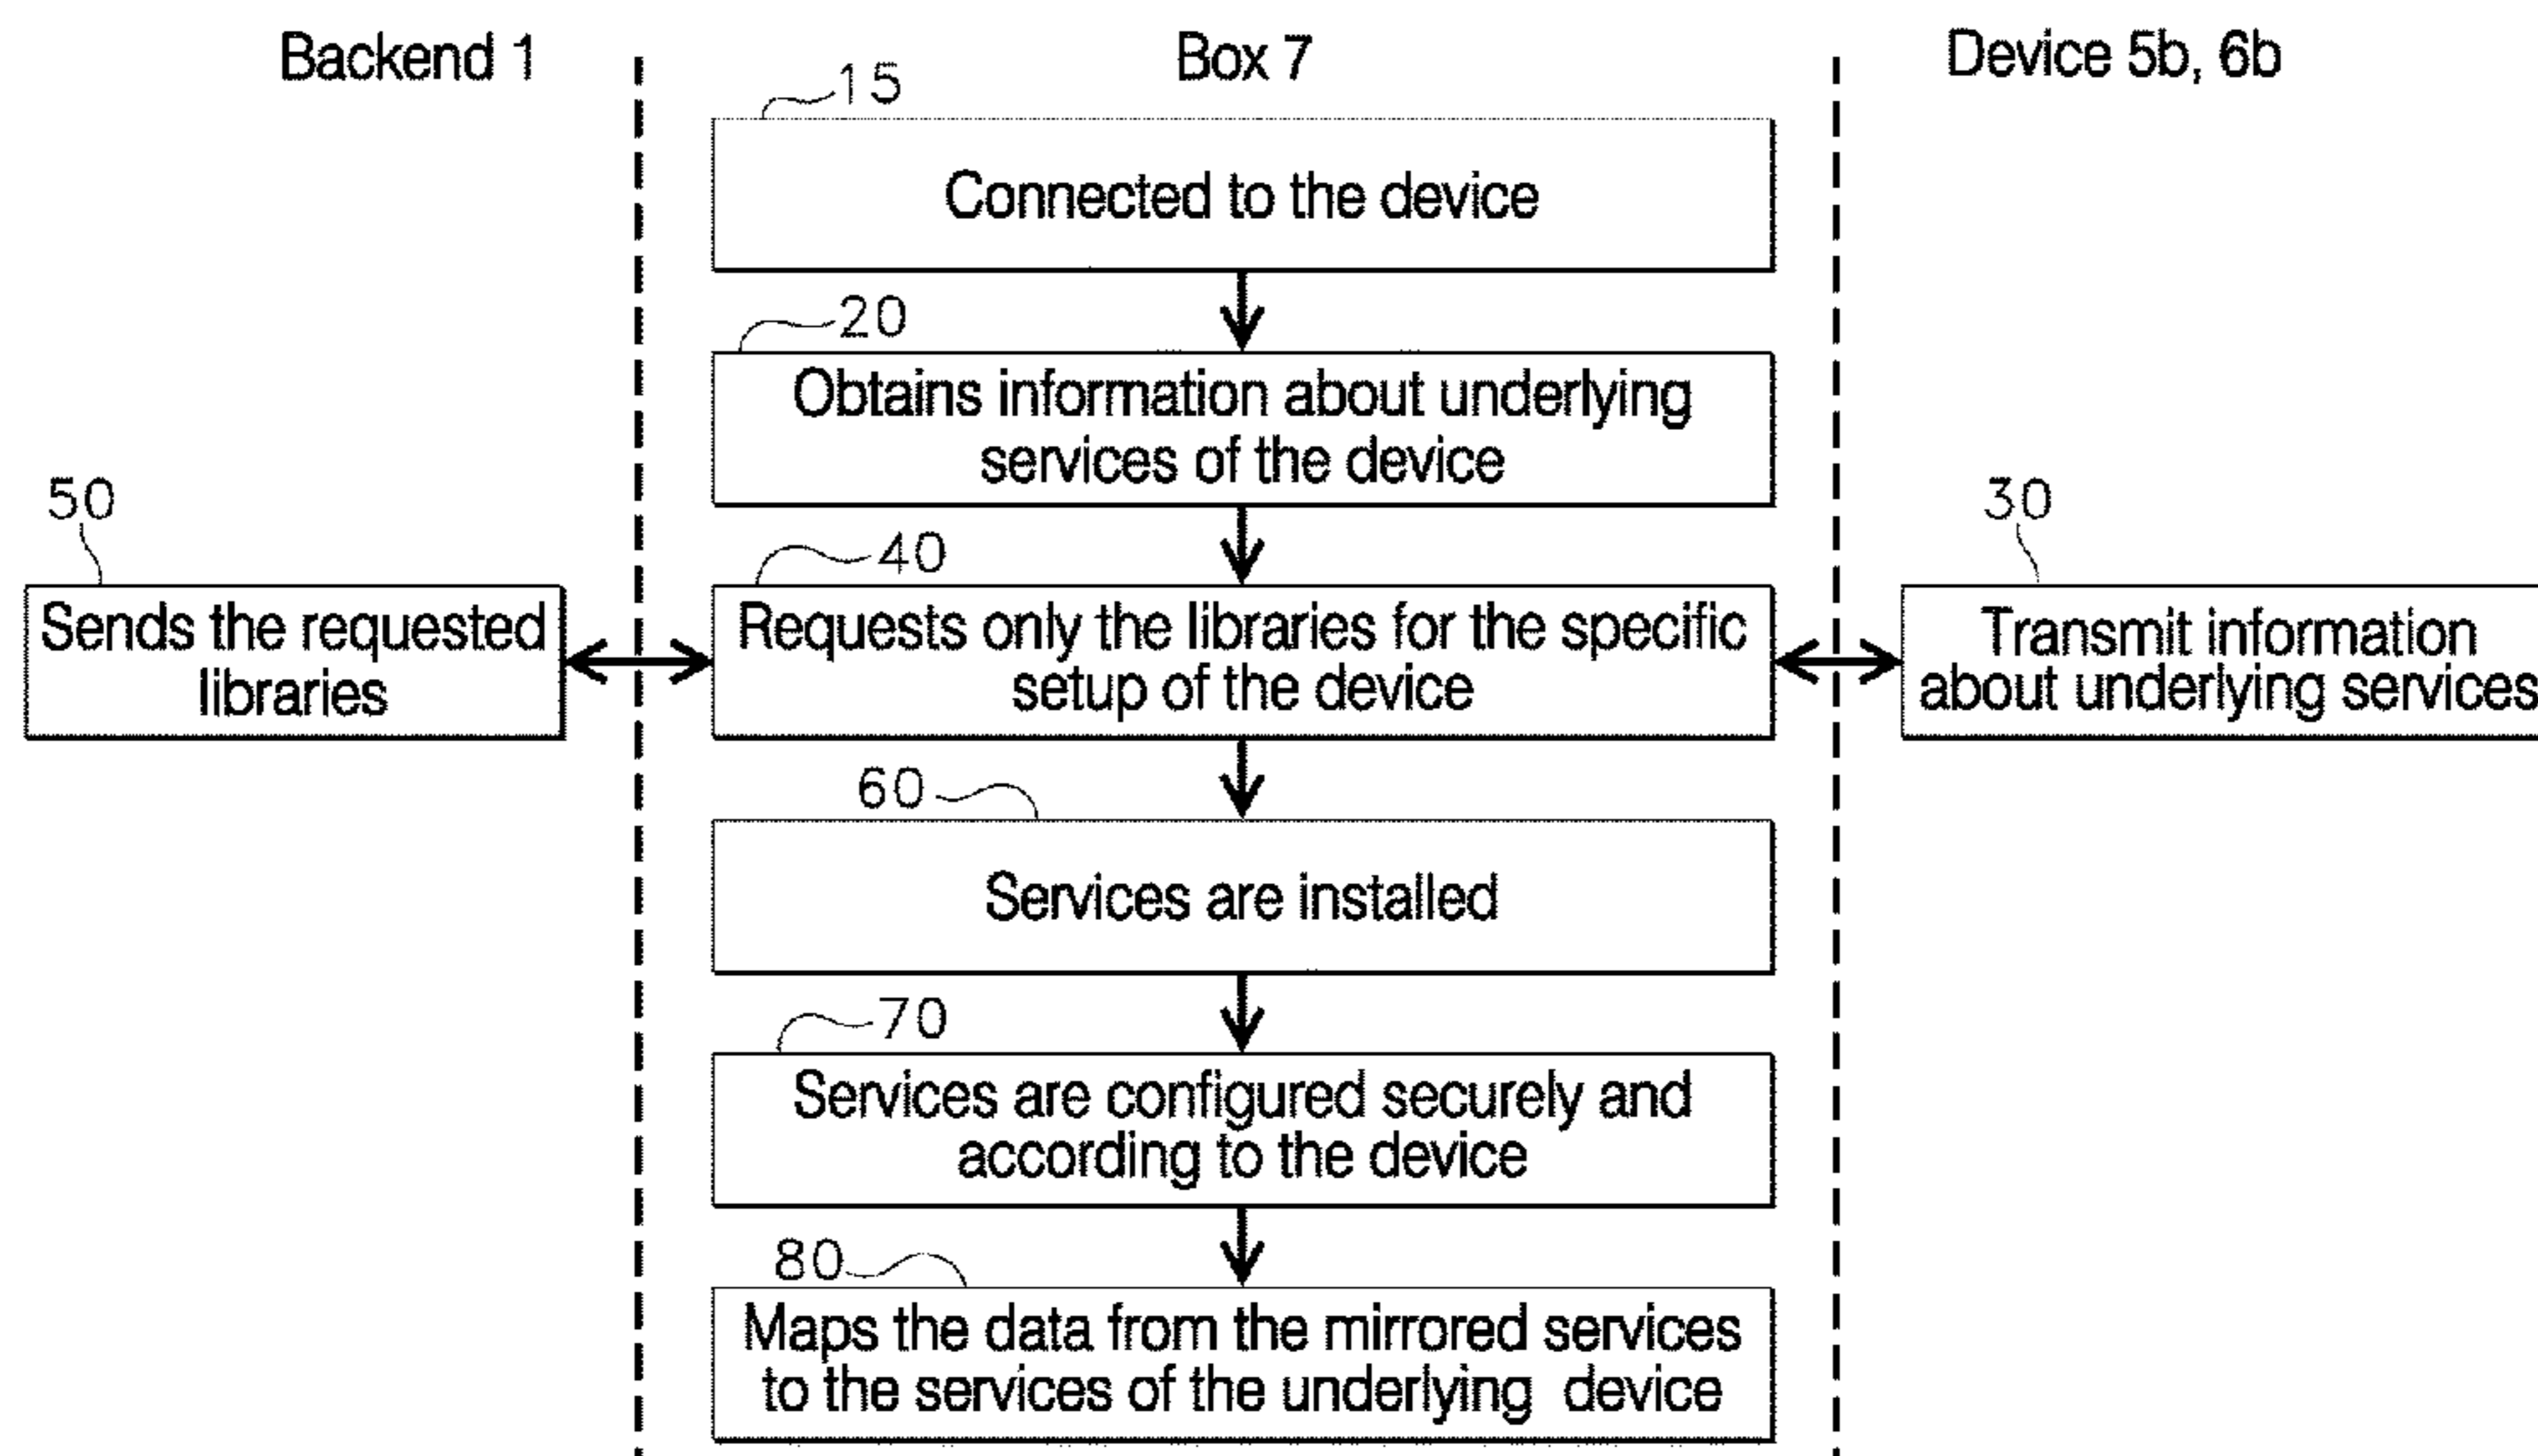 Backend 1
Box 7
Device 5b, 6b
15
Connected to the device
20
Obtains information about underlying
services of the device
50
40
30
Sends the requested
libraries
Requests only the libraries for the specific
setup of the device
Transmit information
about underlying services
60
Services are installed
70
Services are configured securely and
according to the device
80
Maps the data from the mirrored services
to the services of the underlying device